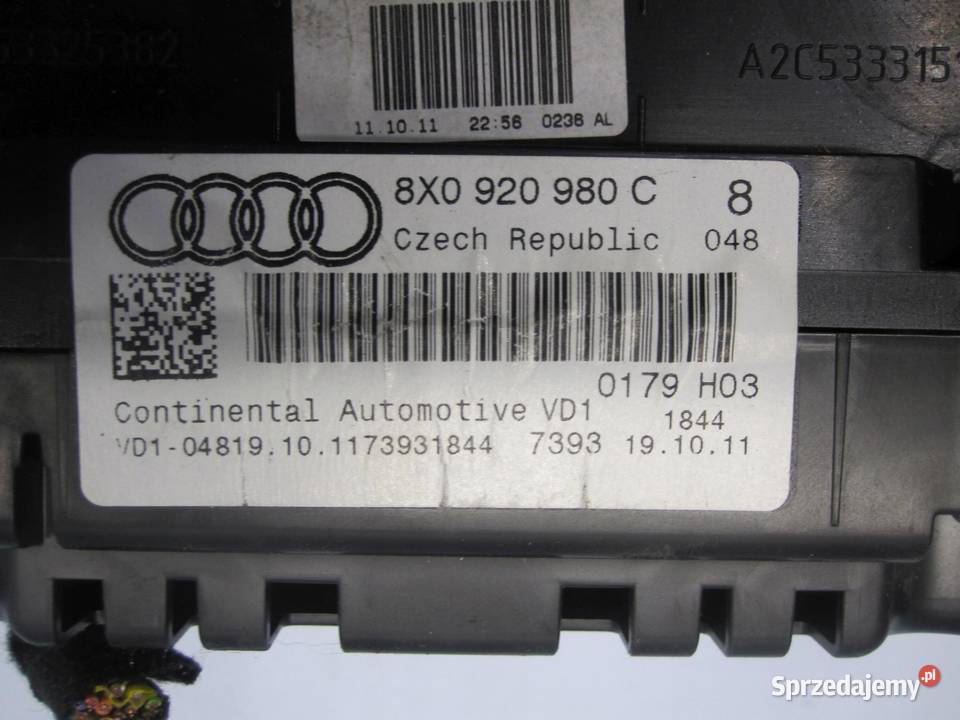 53325382
A2C5333151
11.10.11 22:56 0236 AL
8X0 920 980 C 8
Czech Republic 048
0179 H03
Continental Automotive VD1 1844
VD1-04819.10.1173931844 7393 19.10.11
Sprzedajemy.pl